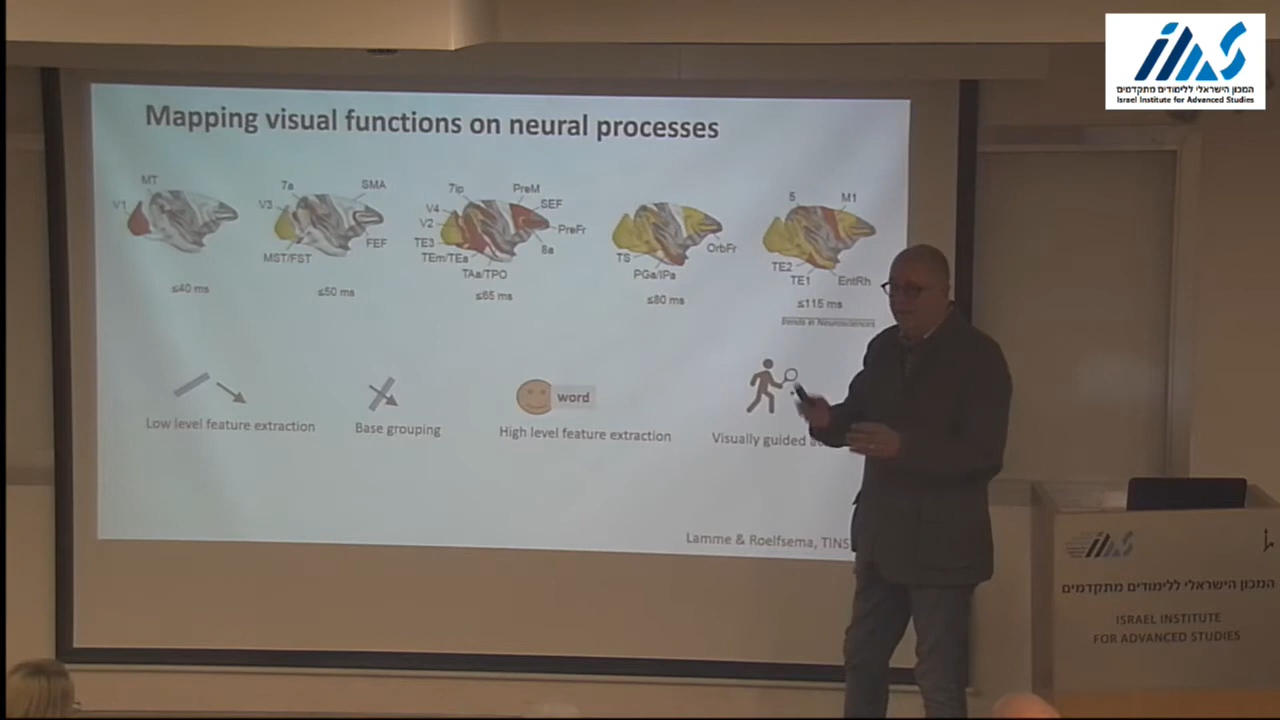 המכון הישראלי ללימודים מתקדמים
Israel Institute for Advanced Studies
Mapping visual functions on neural processes
MT
V1
≤40 ms
7a
SMA
V3
FEF
MST/FST
≤50 ms
7ip
PreM
V4
SEF
V2
PreFr
TE3
8a
TEm/TEa
TAa/TPO
≤65 ms
TS
OrbFr
PGa/IPa
≤80 ms
5
M1
TE2
TE1
EntRh
≤115 ms
Trends in Neurosciences
word
Low level feature extraction
Base grouping
High level feature extraction
Visually guided
Lamme & Roelfsema, TINS
המכון הישראלי ללימודים מתקדמים
ISRAEL INSTITUTE
FOR ADVANCED STUDIES